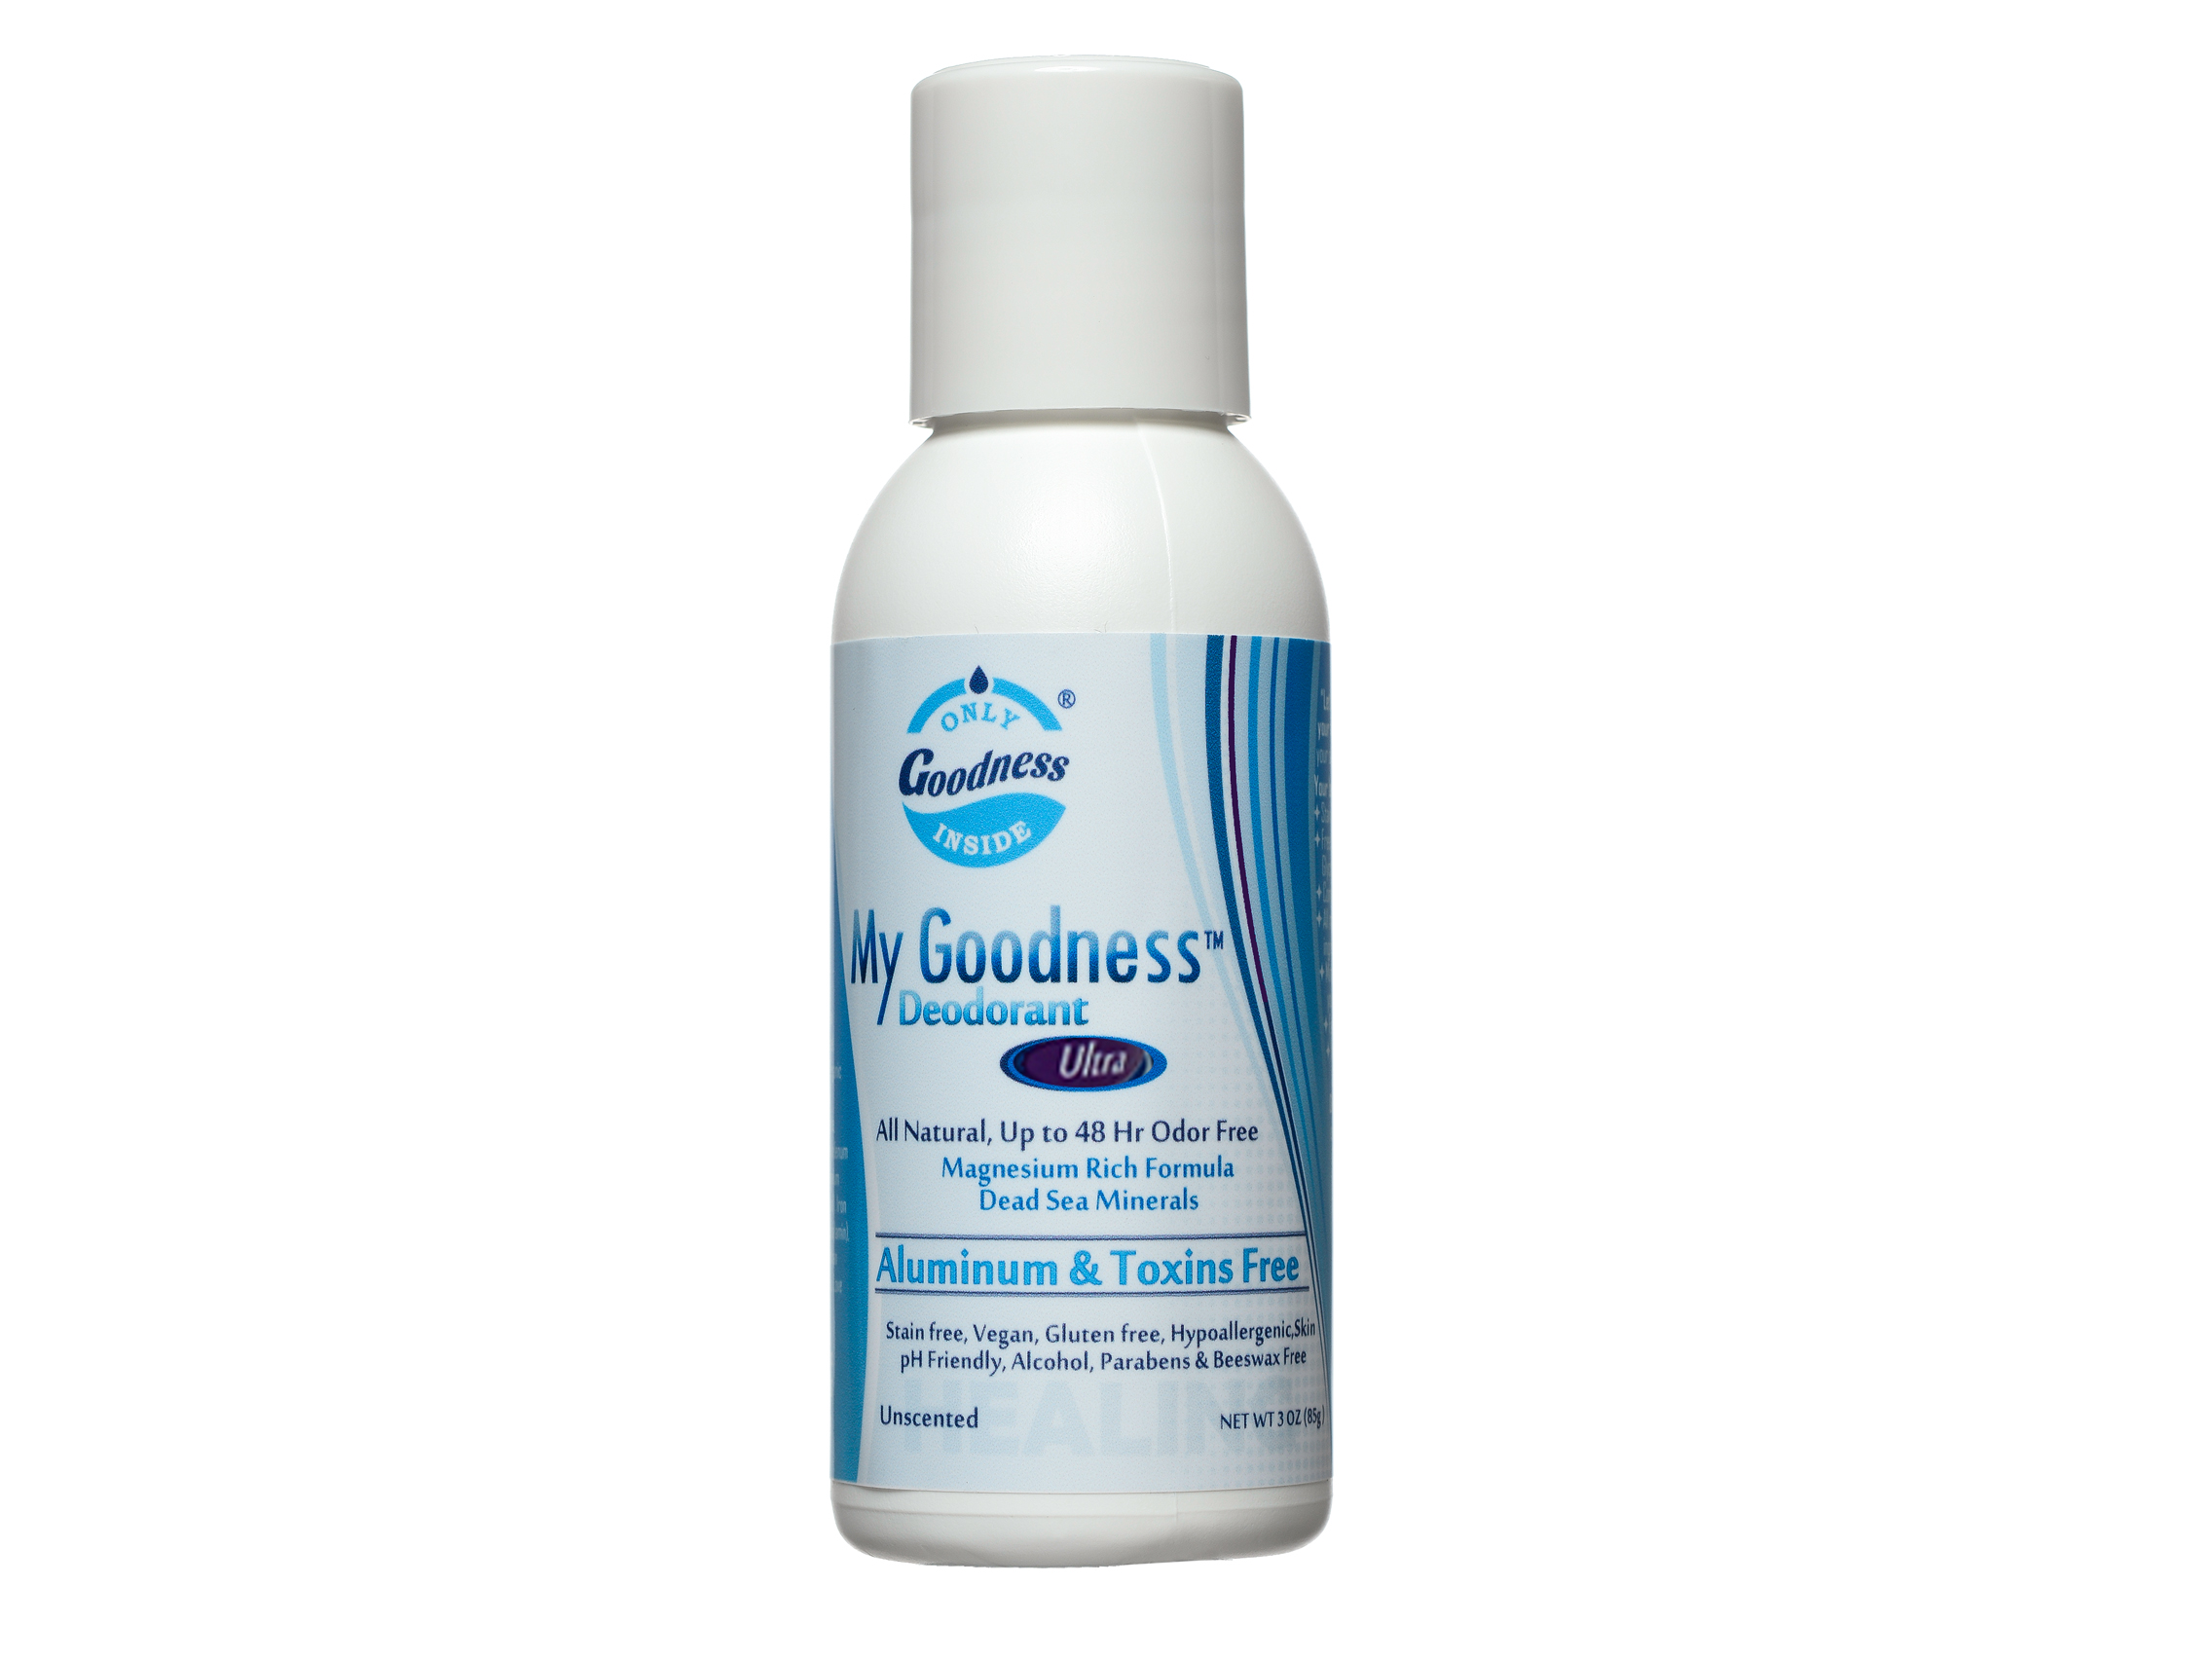 ONLY ®
Goodness
INSIDE
My Goodness™
Deodorant
Ultra
All Natural, Up to 48 Hr Odor Free
Magnesium Rich Formula
Dead Sea Minerals
Aluminum & Toxins Free
Stain free, Vegan, Gluten free, Hypoallergenic,Skin
pH Friendly, Alcohol, Parabens & Beeswax Free
HEALING
Unscented
NET WT 3 OZ (85g)